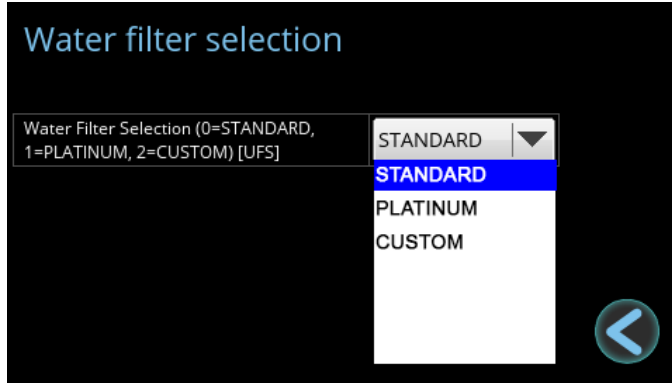 Water filter selection
Water Filter Selection (0=STANDARD,
1=PLATINUM, 2=CUSTOM) [UFS]
STANDARD
STANDARD
PLATINUM
CUSTOM